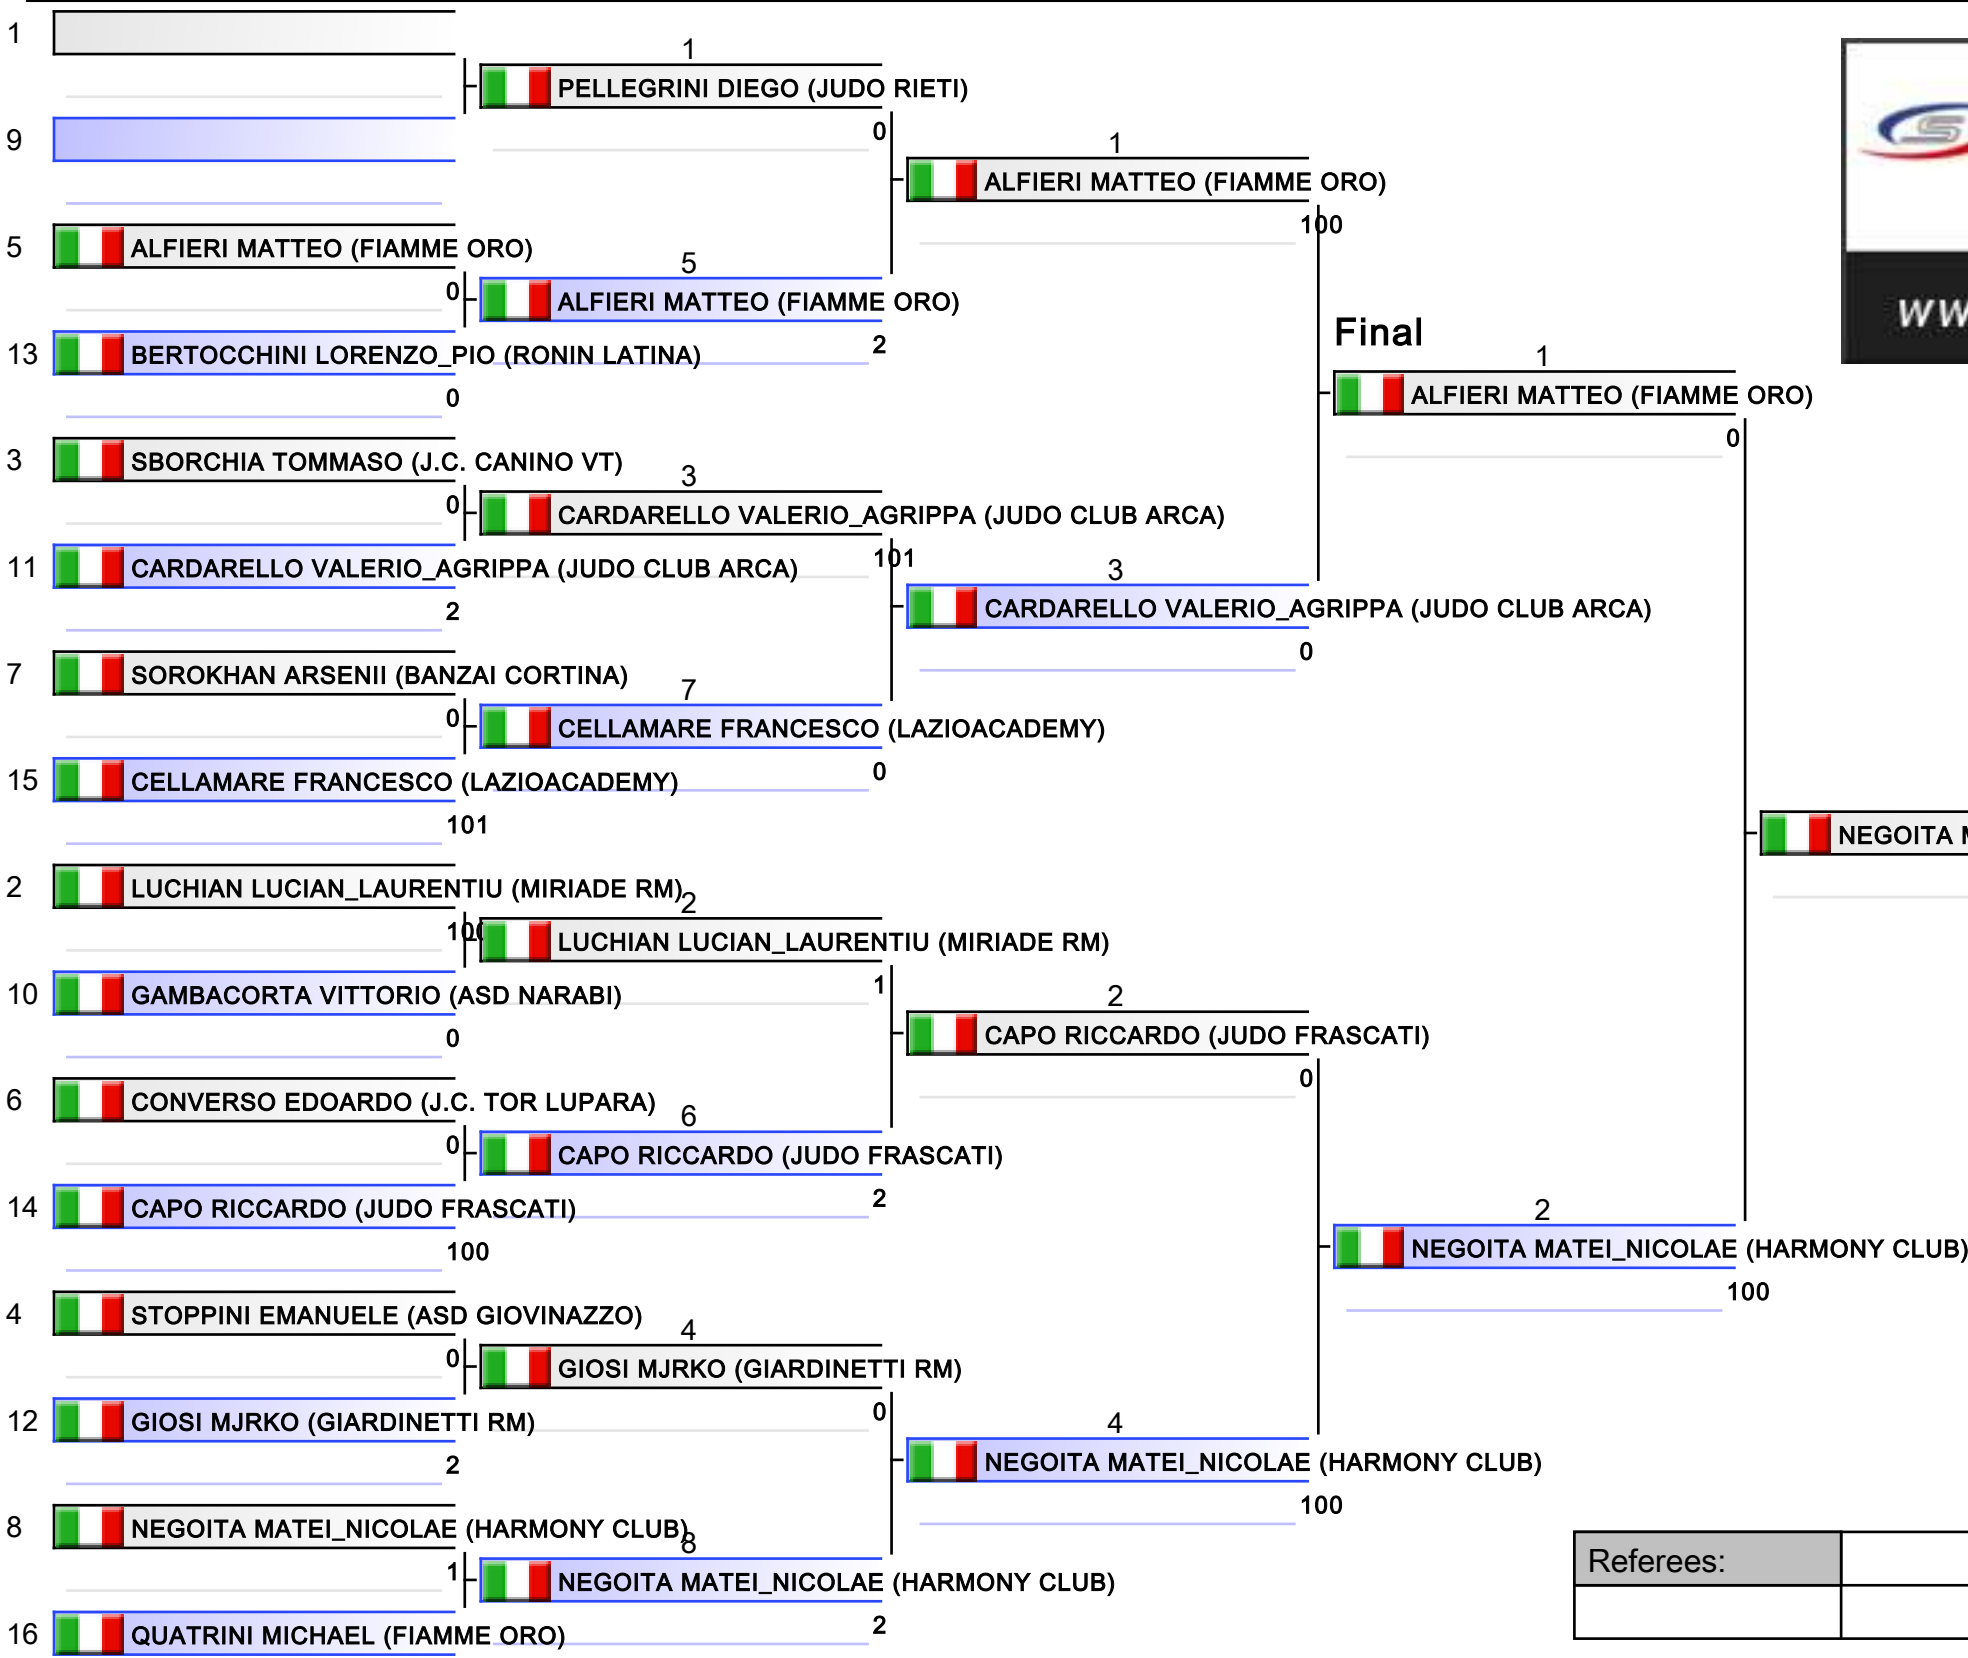 1
9
5 ALFIERI MATTEO (FIAMME ORO)
0
13 BERTOCCHINI LORENZO_PIO (RONIN LATINA)
0
3 SBORCHIA TOMMASO (J.C. CANINO VT)
0
11 CARDARELLO VALERIO_AGRIPPA (JUDO CLUB ARCA)
2
7 SOROKHAN ARSENII (BANZAI CORTINA)
0
15 CELLAMARE FRANCESCO (LAZIOACADEMY)
101
2 LUCHIAN LUCIAN_LAURENTIU (MIRIADE RM)
100
10 GAMBACORTA VITTORIO (ASD NARABI)
0
6 CONVERSO EDOARDO (J.C. TOR LUPARA)
0
14 CAPO RICCARDO (JUDO FRASCATI)
100
4 STOPPINI EMANUELE (ASD GIOVINAZZO)
0
12 GIOSI MJRKO (GIARDINETTI RM)
2
8 NEGOITA MATEI_NICOLAE (HARMONY CLUB)
1
16 QUATRINI MICHAEL (FIAMME ORO)
1
PELLEGRINI DIEGO (JUDO RIETI)
0
5
ALFIERI MATTEO (FIAMME ORO)
2
3
CARDARELLO VALERIO_AGRIPPA (JUDO CLUB ARCA)
101
7
CELLAMARE FRANCESCO (LAZIOACADEMY)
0
2
LUCHIAN LUCIAN_LAURENTIU (MIRIADE RM)
1
6
CAPO RICCARDO (JUDO FRASCATI)
2
4
GIOSI MJRKO (GIARDINETTI RM)
0
8
NEGOITA MATEI_NICOLAE (HARMONY CLUB)
2
1
ALFIERI MATTEO (FIAMME ORO)
100
3
CARDARELLO VALERIO_AGRIPPA (JUDO CLUB ARCA)
0
2
CAPO RICCARDO (JUDO FRASCATI)
0
4
NEGOITA MATEI_NICOLAE (HARMONY CLUB)
100
Final
1
ALFIERI MATTEO (FIAMME ORO)
0
2
NEGOITA MATEI_NICOLAE (HARMONY CLUB)
100
NEGOITA
Referees: